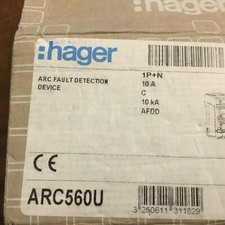 :hager
ARC FAULT DETECTION
DEVICE
1P+N
10 A
C
10 kA
AFDD
CE
ARC560U
3 250611 311829